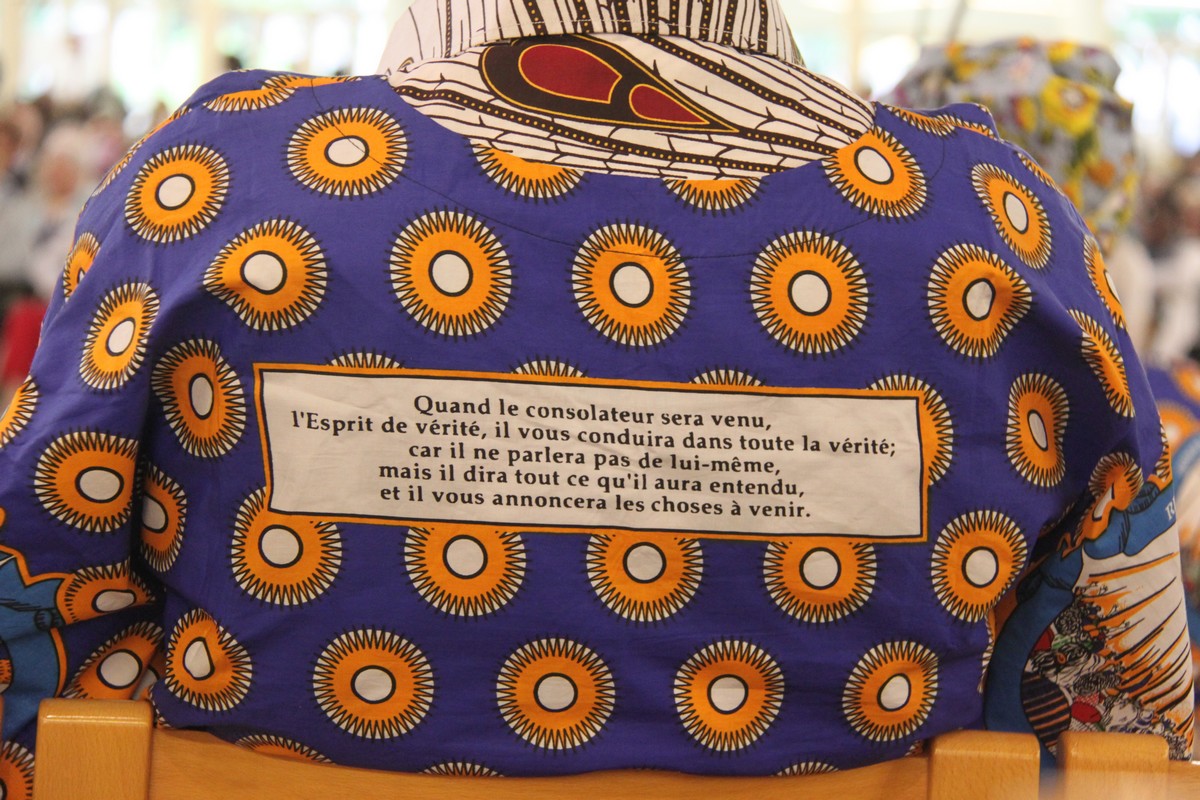 Quand le consolateur sera venu,
l'Esprit de vérité, il vous conduira dans toute la vérité;
car il ne parlera pas de lui-même,
mais il dira tout ce qu'il aura entendu,
et il vous annoncera les choses à venir.